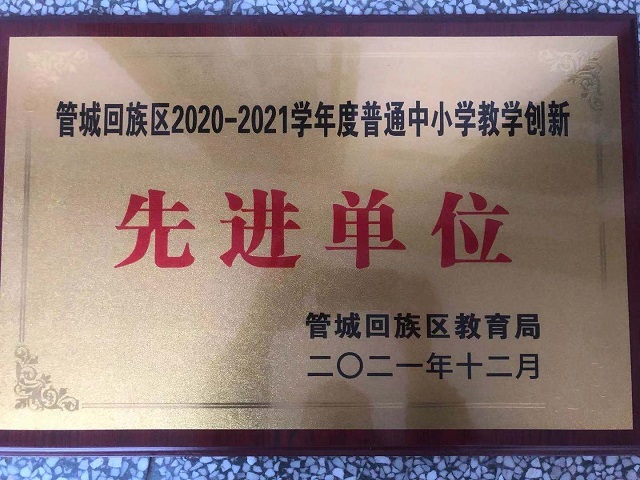 管城回族区2020-2021学年度普通中小学教学创新
先进单位
管城回族区教育局
二〇二一年十二月